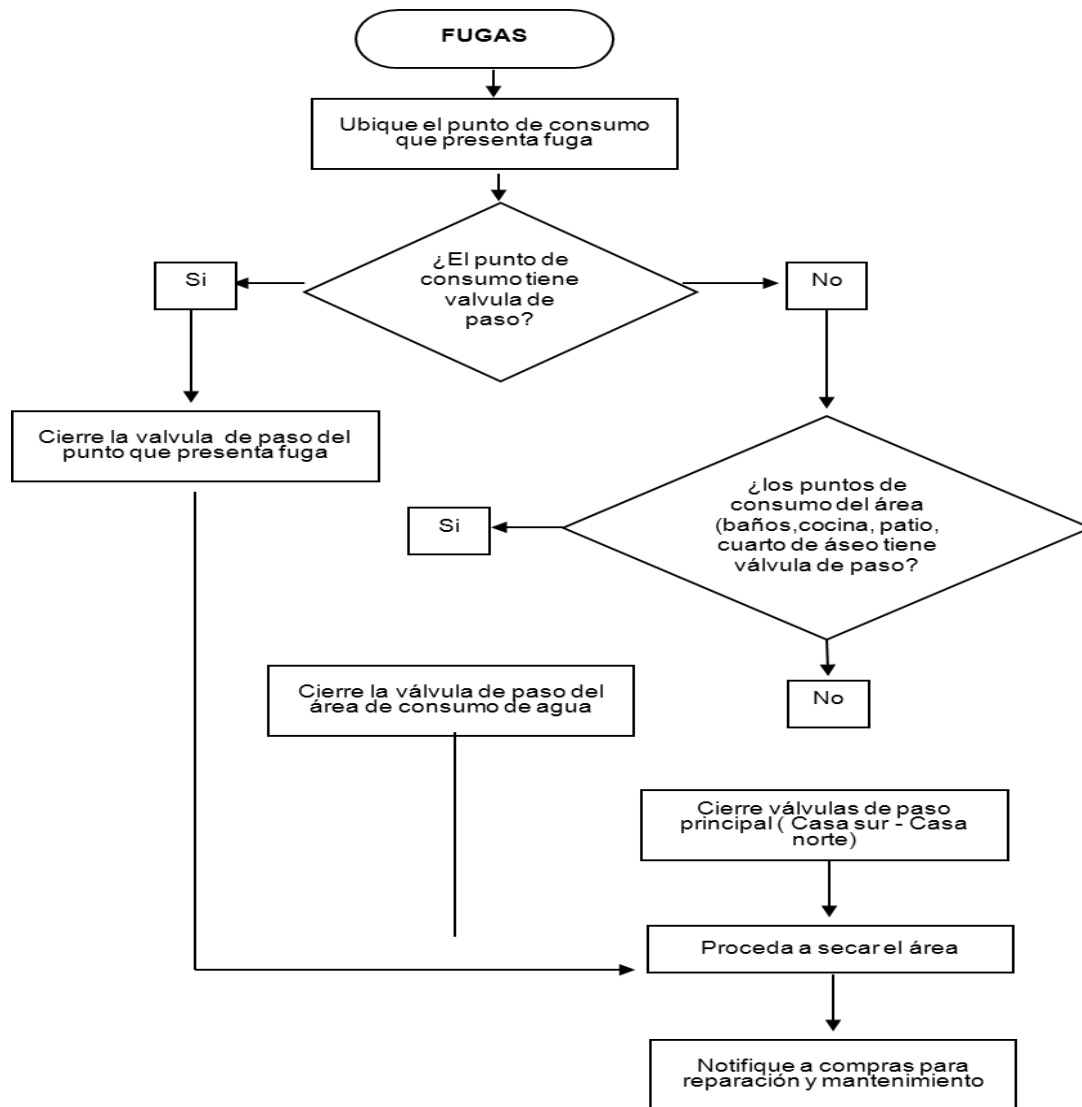 FUGAS
Ubique el punto de consumo
que presenta fuga
¿El punto de
consumo tiene
valvula de
paso?
Si
No
Cierre la valvula de paso del
punto que presenta fuga
¿los puntos de
consumo del área
(baños,cocina, patio,
cuarto de áseo tiene
válvula de paso?
Si
No
Cierre la válvula de paso del
área de consumo de agua
Cierre válvulas de paso
principal ( Casa sur - Casa
norte)
Proceda a secar el área
Notifique a compras para
reparación y mantenimiento